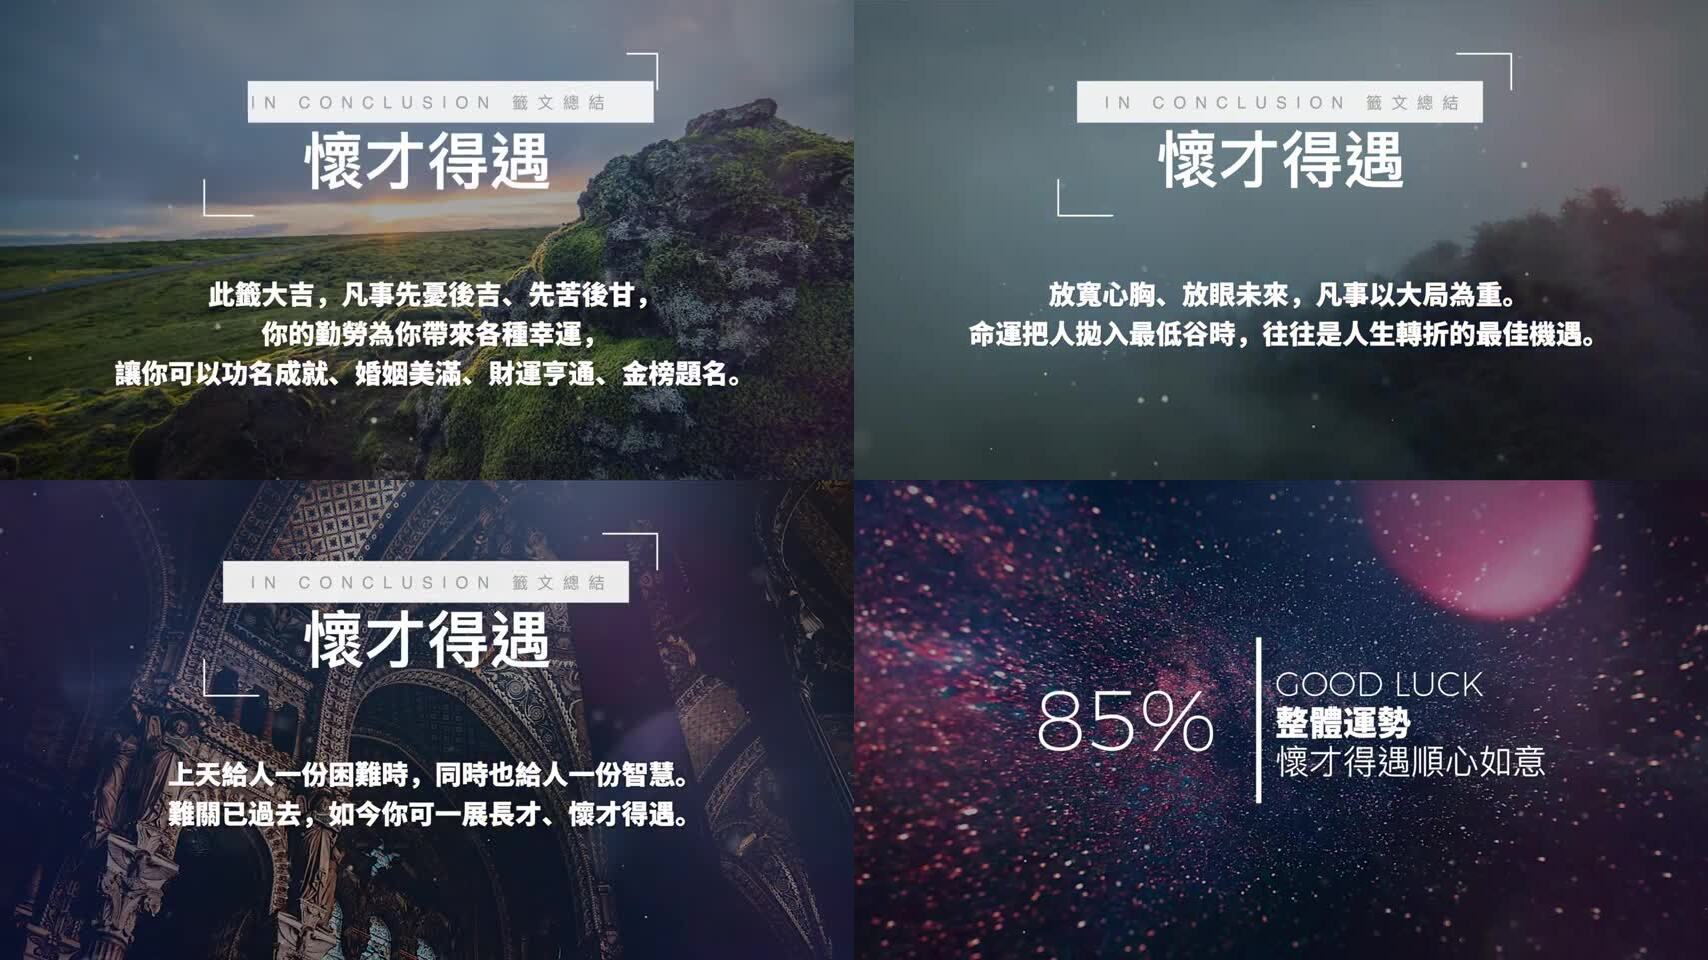 IN CONCLUSION 籤文總結
懷才得遇
此籤大吉，凡事先憂後吉、先苦後甘，
你的勤勞為你帶來各種幸運，
讓你可以功名成就、婚姻美滿、財運亨通、金榜題名。
IN CONCLUSION 籤文總結
懷才得遇
放寬心胸、放眼未來，凡事以大局為重。
命運把人拋入最低谷時，往往是人生轉折的最佳機遇。
IN CONCLUSION 籤文總結
懷才得遇
上天給人一份困難時，同時也給人一份智慧。
難關已過去，如今你可一展長才、懷才得遇。
85%
GOOD LUCK
整體運勢
懷才得遇順心如意